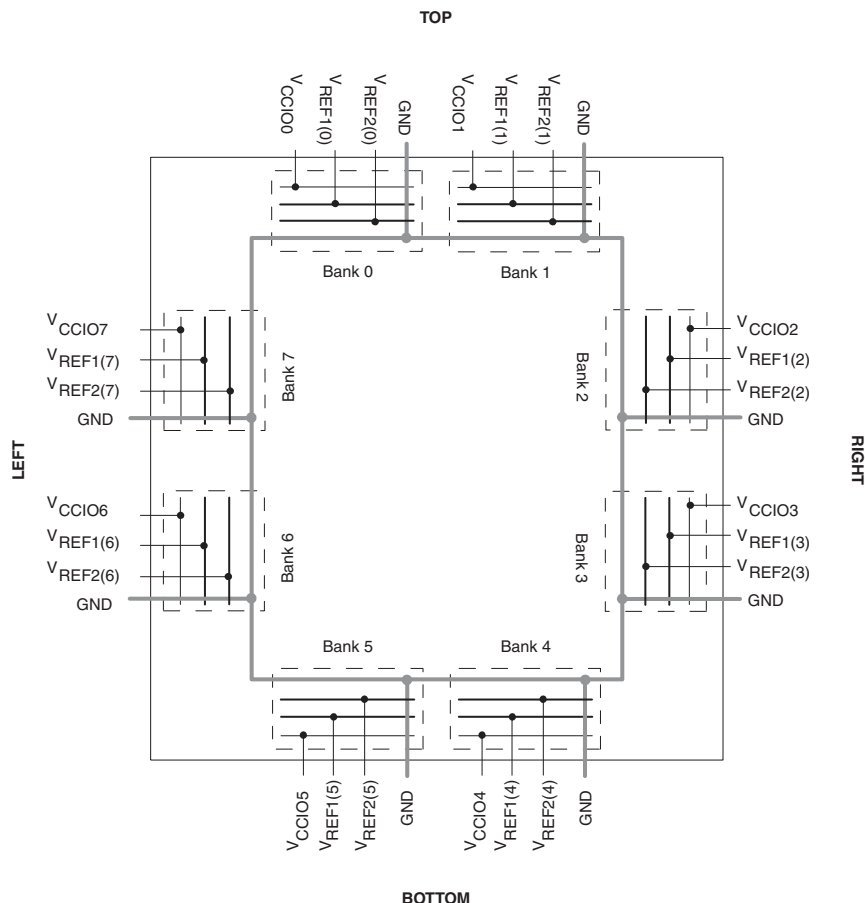 TOP
VCCIO0
VREF1(0)
VREF2(0)
GND
VCCIO1
VREF1(1)
VREF2(1)
GND
Bank 0
Bank 1
VCCIO7
VREF1(7)
VREF2(7)
GND
Bank 7
Bank 2
VCCIO2
VREF1(2)
VREF2(2)
GND
LEFT
RIGHT
VCCIO6
VREF1(6)
VREF2(6)
GND
Bank 6
Bank 3
VCCIO3
VREF1(3)
VREF2(3)
GND
Bank 5
Bank 4
VCCIO5
VREF1(5)
VREF2(5)
GND
VCCIO4
VREF1(4)
VREF2(4)
GND
BOTTOM